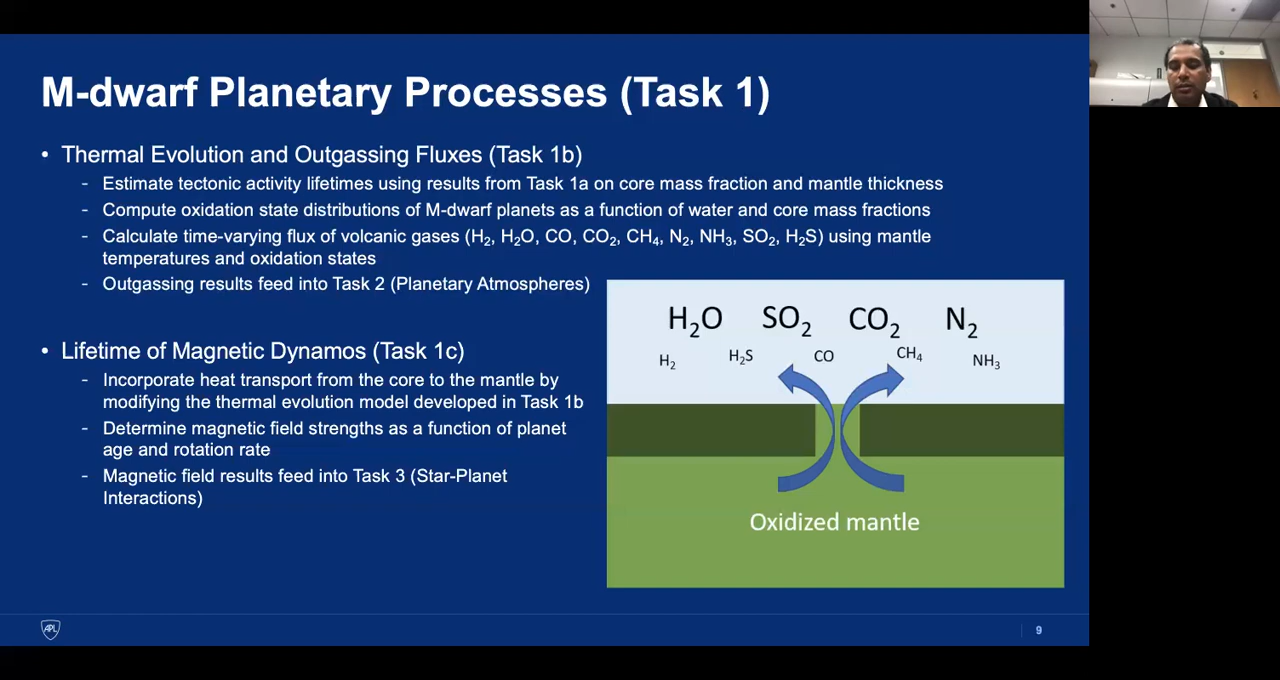 M-dwarf Planetary Processes (Task 1)
• Thermal Evolution and Outgassing Fluxes (Task 1b)
- Estimate tectonic activity lifetimes using results from Task 1a on core mass fraction and mantle thickness
- Compute oxidation state distributions of M-dwarf planets as a function of water and core mass fractions
- Calculate time-varying flux of volcanic gases (H₂, H₂O, CO, CO₂, CH₄, N₂, NH₃, SO₂, H₂S) using mantle
temperatures and oxidation states
- Outgassing results feed into Task 2 (Planetary Atmospheres)
• Lifetime of Magnetic Dynamos (Task 1c)
- Incorporate heat transport from the core to the mantle by
modifying the thermal evolution model developed in Task 1b
- Determine magnetic field strengths as a function of planet
age and rotation rate
- Magnetic field results feed into Task 3 (Star-Planet
Interactions)
H₂O SO₂ CO₂ N₂
H₂ H₂S CO CH₄ NH₃
Oxidized mantle
APL
9